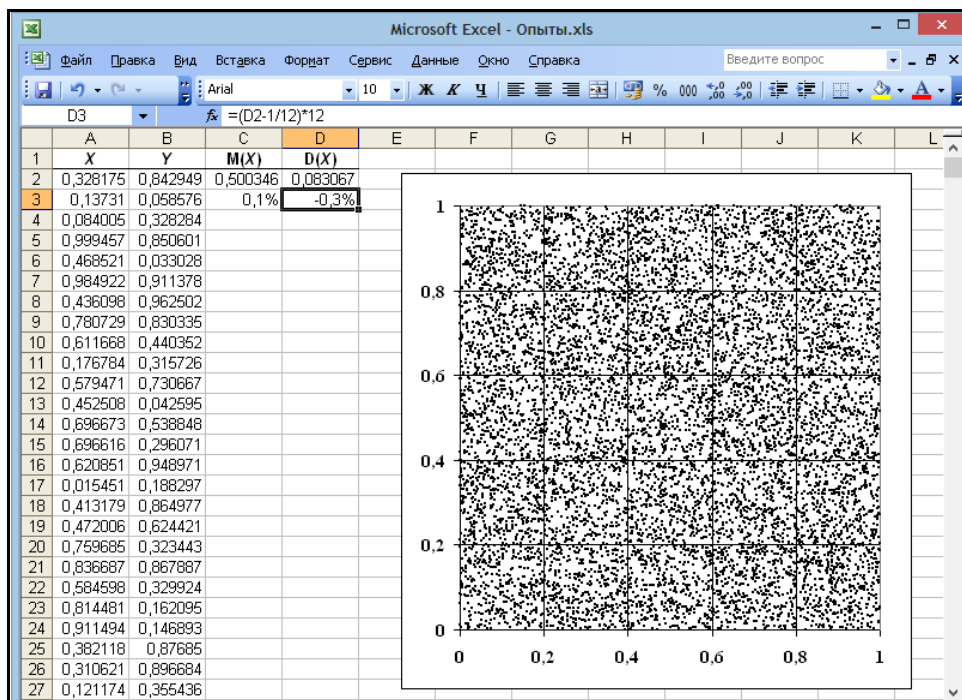 Microsoft Excel - Опыты.xls
Файл Правка Вид Вставка Формат Сервис Данные Окно Справка Введите вопрос
Arial 10 Ж К Ч % 000
D3 fx =(D2-1/12)*12
A B C D E F G H I J K L
1 X Y M(X) D(X)
2 0,328175 0,842949 0,500346 0,083067
3 0,13731 0,058576 0,1% -0,3%
4 0,084005 0,328284
5 0,999457 0,850601
6 0,468521 0,033028
7 0,984922 0,911378
8 0,436098 0,962502
9 0,780729 0,830335
10 0,611668 0,440352
11 0,176784 0,315726
12 0,579471 0,730667
13 0,452508 0,042595
14 0,696673 0,538848
15 0,696616 0,296071
16 0,620851 0,948971
17 0,015451 0,188297
18 0,413179 0,864977
19 0,472006 0,624421
20 0,759685 0,323443
21 0,836687 0,867887
22 0,584598 0,329924
23 0,814481 0,162095
24 0,911494 0,146893
25 0,382118 0,87685
26 0,310621 0,896684
27 0,121174 0,355436
1
0,8
0,6
0,4
0,2
0
0 0,2 0,4 0,6 0,8 1